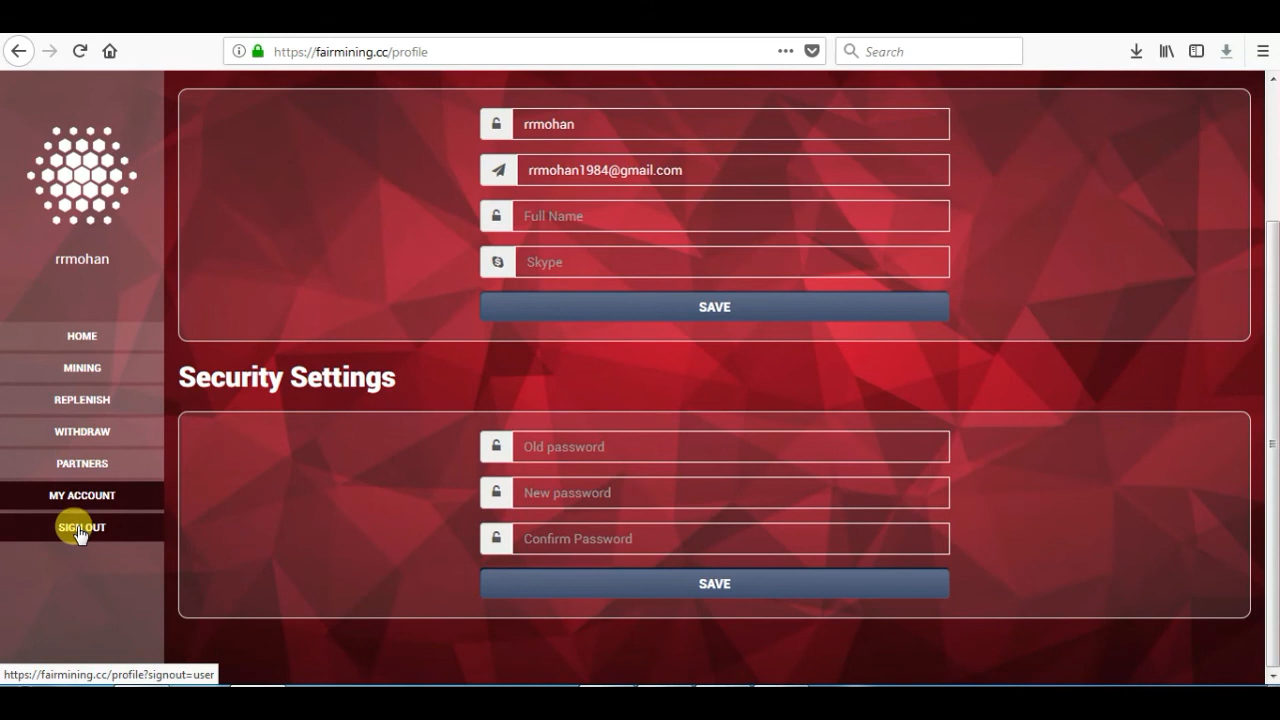 https://fairmining.cc/profile
Search
rrmohan
HOME
MINING
REPLENISH
WITHDRAW
PARTNERS
MY ACCOUNT
SIGN OUT
rrmohan
rrmohan1984@gmail.com
Full Name
Skype
SAVE
Security Settings
Old password
New password
Confirm Password
SAVE
https://fairmining.cc/profile?signout=user